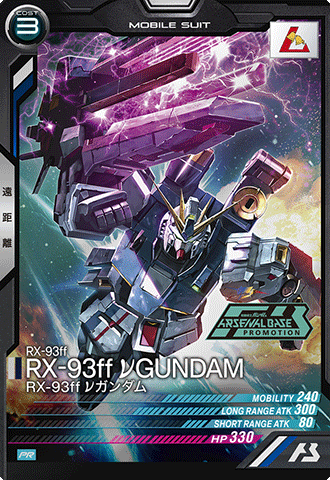 COST
3
MOBILE SUIT
遠距離
ARSENAL BASE
PROMOTION
RX-93ff
RX-93ff νGUNDAM
RX-93ff νガンダム
MOBILITY 240
LONG RANGE ATK 300
SHORT RANGE ATK 80
HP 330
PR